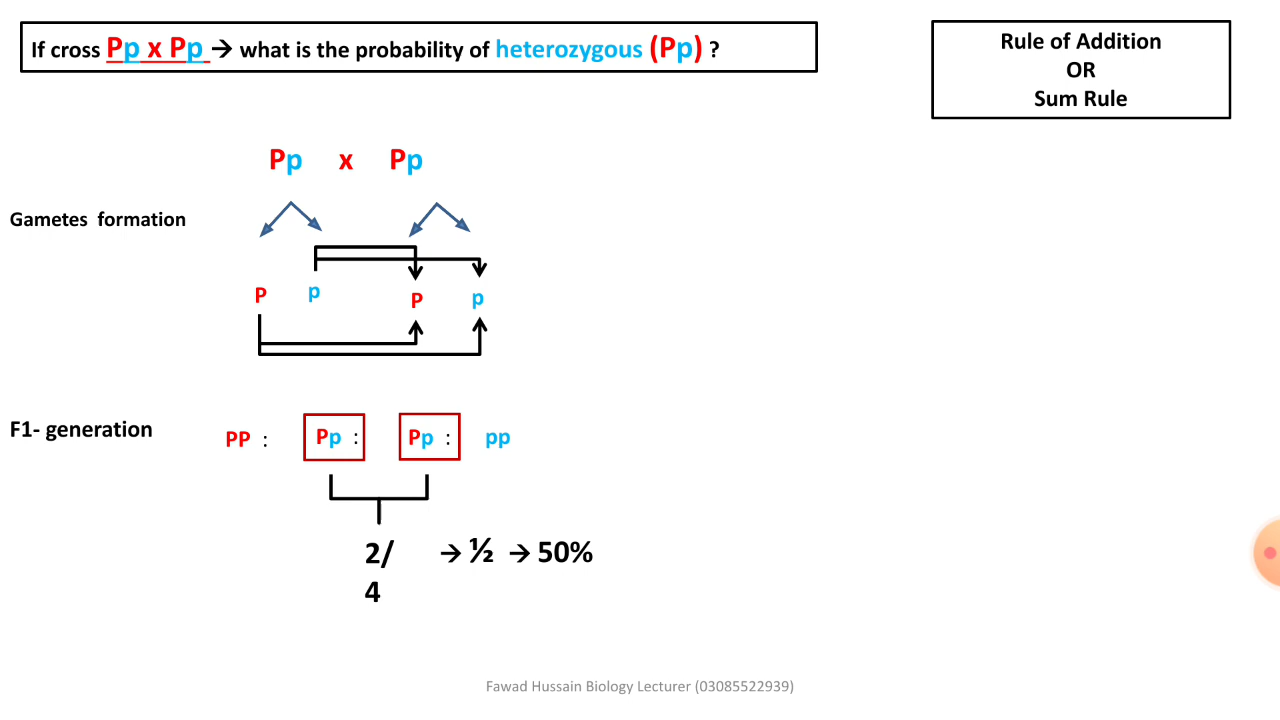 If cross Pp x Pp → what is the probability of heterozygous (Pp) ?
Rule of Addition
OR
Sum Rule
Pp x Pp
Gametes formation
P p P p
F1- generation PP : Pp : Pp : pp
2/ → ½ → 50%
4
Fawad Hussain Biology Lecturer (03085522939)